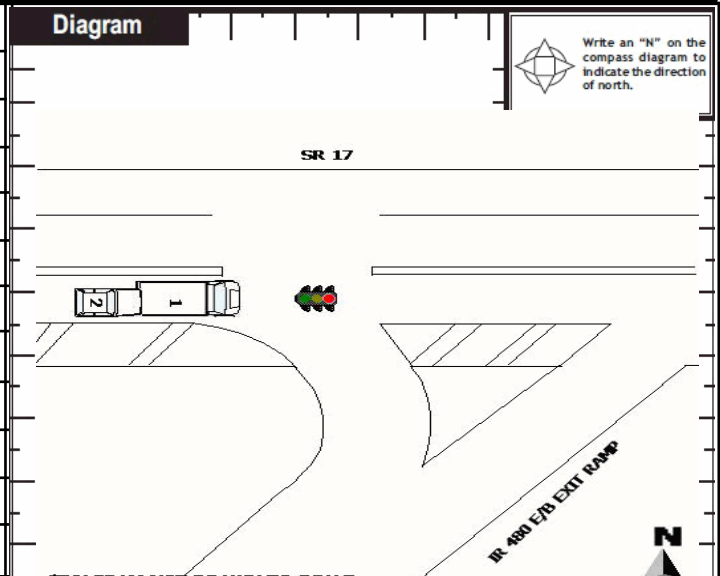 Diagram
Write an "N" on the
compass diagram to
indicate the direction
of north.
SR 17
2
1
IR 480 E/B EXIT RAMP
N